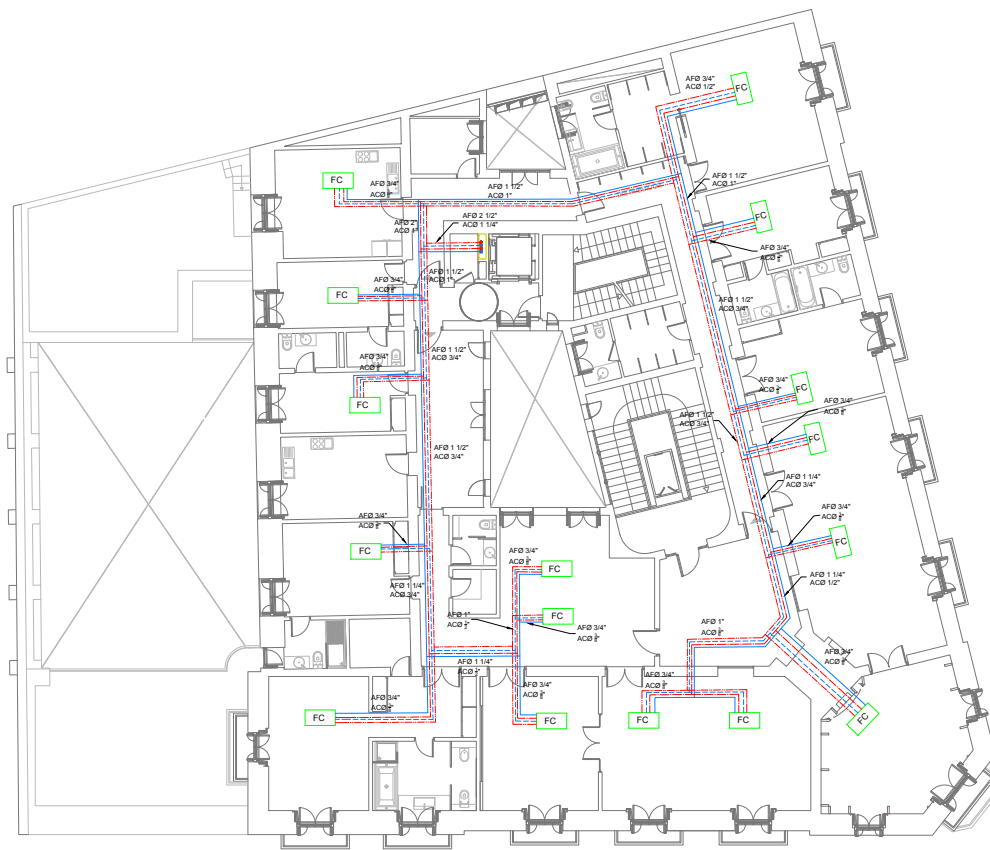 AFØ 3/4"
ACØ 1/2"
FC
AFØ 3/4"
FC
AFØ 1 1/2"
ACØ 1"
AFØ 1 1/2"
ACØ 1"
AFØ 2"
AFØ 2 1/2"
ACØ 1 1/4"
FC
AFØ 3/4"
AFØ 3/4"
FC
AFØ 1 1/2"
ACØ 1"
AFØ 1 1/2"
ACØ 3/4"
AFØ 3/4"
AFØ 1 1/2"
ACØ 3/4"
FC
AFØ 3/4"
FC
AFØ 3/4"
FC
AFØ 1 1/2"
ACØ 3/4"
AFØ 1 1/2"
ACØ 3/4"
AFØ 1 1/4"
ACØ 3/4"
AFØ 3/4"
FC
AFØ 3/4"
FC
AFØ 3/4"
FC
AFØ 1 1/4"
ACØ 3/4"
AFØ 1 1/4"
ACØ 1/2"
AFØ 1"
FC
AFØ 3/4"
AFØ 1"
AFØ 1 1/4"
AFØ 3/4"
AFØ 3/4"
AFØ 3/4"
AFØ 3/4"
FC
FC
FC
FC
FC